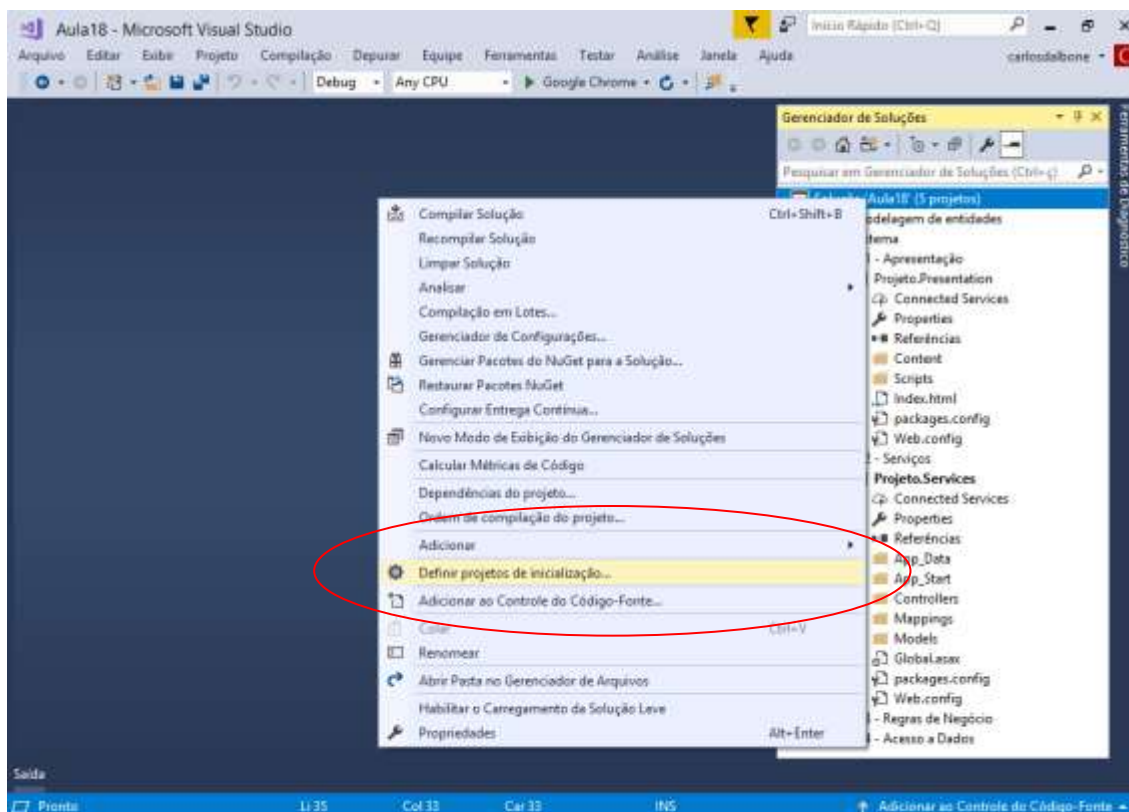 Aula18 - Microsoft Visual Studio
Início Rápido (Ctrl+Q)
Arquivo Editar Exibir Projeto Compilação Depurar Equipe Ferramentas Testar Análise Janela Ajuda
carlosdalbone
Debug Any CPU Google Chrome
Gerenciador de Soluções
Pesquisar em Gerenciador de Soluções (Ctrl+ç)
'Aula18' (5 projetos)
odelagem de entidades
tema
- Apresentação
Projeto.Presentation
Connected Services
Properties
Referências
Content
Scripts
Index.html
packages.config
Web.config
- Serviços
Projeto.Services
Connected Services
Properties
Referências
App_Data
App_Start
Controllers
Mappings
Models
Global.asax
packages.config
Web.config
- Regras de Negócio
- Acesso a Dados
Ferramentas de Diagnóstico
Compilar Solução Ctrl+Shift+B
Recompilar Solução
Limpar Solução
Analisar
Compilação em Lotes...
Gerenciador de Configurações...
Gerenciar Pacotes do NuGet para a Solução...
Restaurar Pacotes NuGet
Configurar Entrega Contínua...
Novo Modo de Exibição do Gerenciador de Soluções
Calcular Métricas de Código
Dependências do projeto...
Ordem de compilação do projeto...
Adicionar
Definir projetos de inicialização...
Adicionar ao Controle do Código-Fonte...
Colar Ctrl+V
Renomear
Abrir Pasta no Gerenciador de Arquivos
Habilitar o Carregamento da Solução Leve
Propriedades Alt+Enter
Saída
Pronto Li 35 Col 33 Car 33 INS Adicionar ao Controle do Código-Fonte